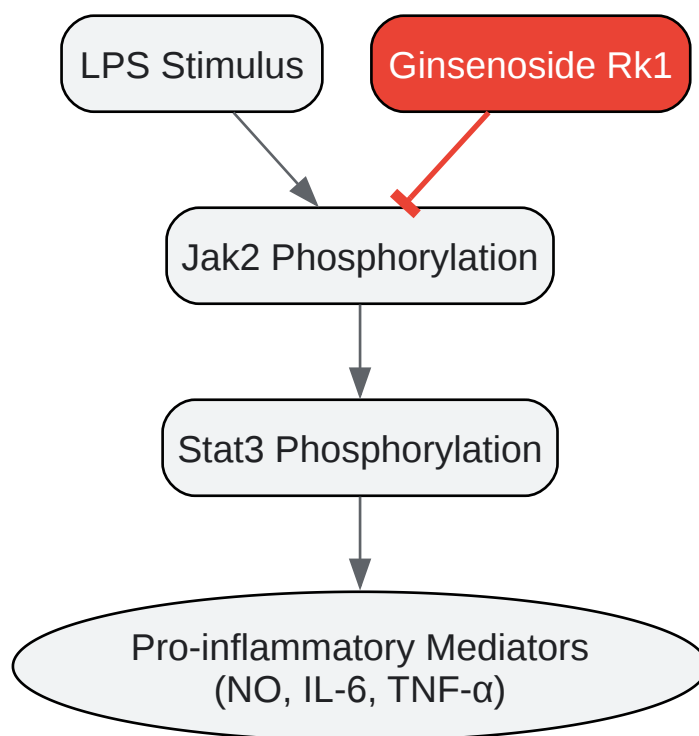 LPS Stimulus
Ginsenoside Rk1
Jak2 Phosphorylation
Stat3 Phosphorylation
Pro-inflammatory Mediators
(NO, IL-6, TNF-α)